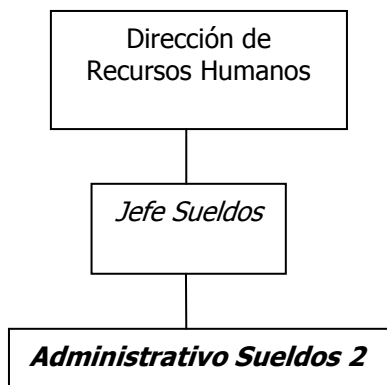 Dirección de
Recursos Humanos
Jefe Sueldos
Administrativo Sueldos 2